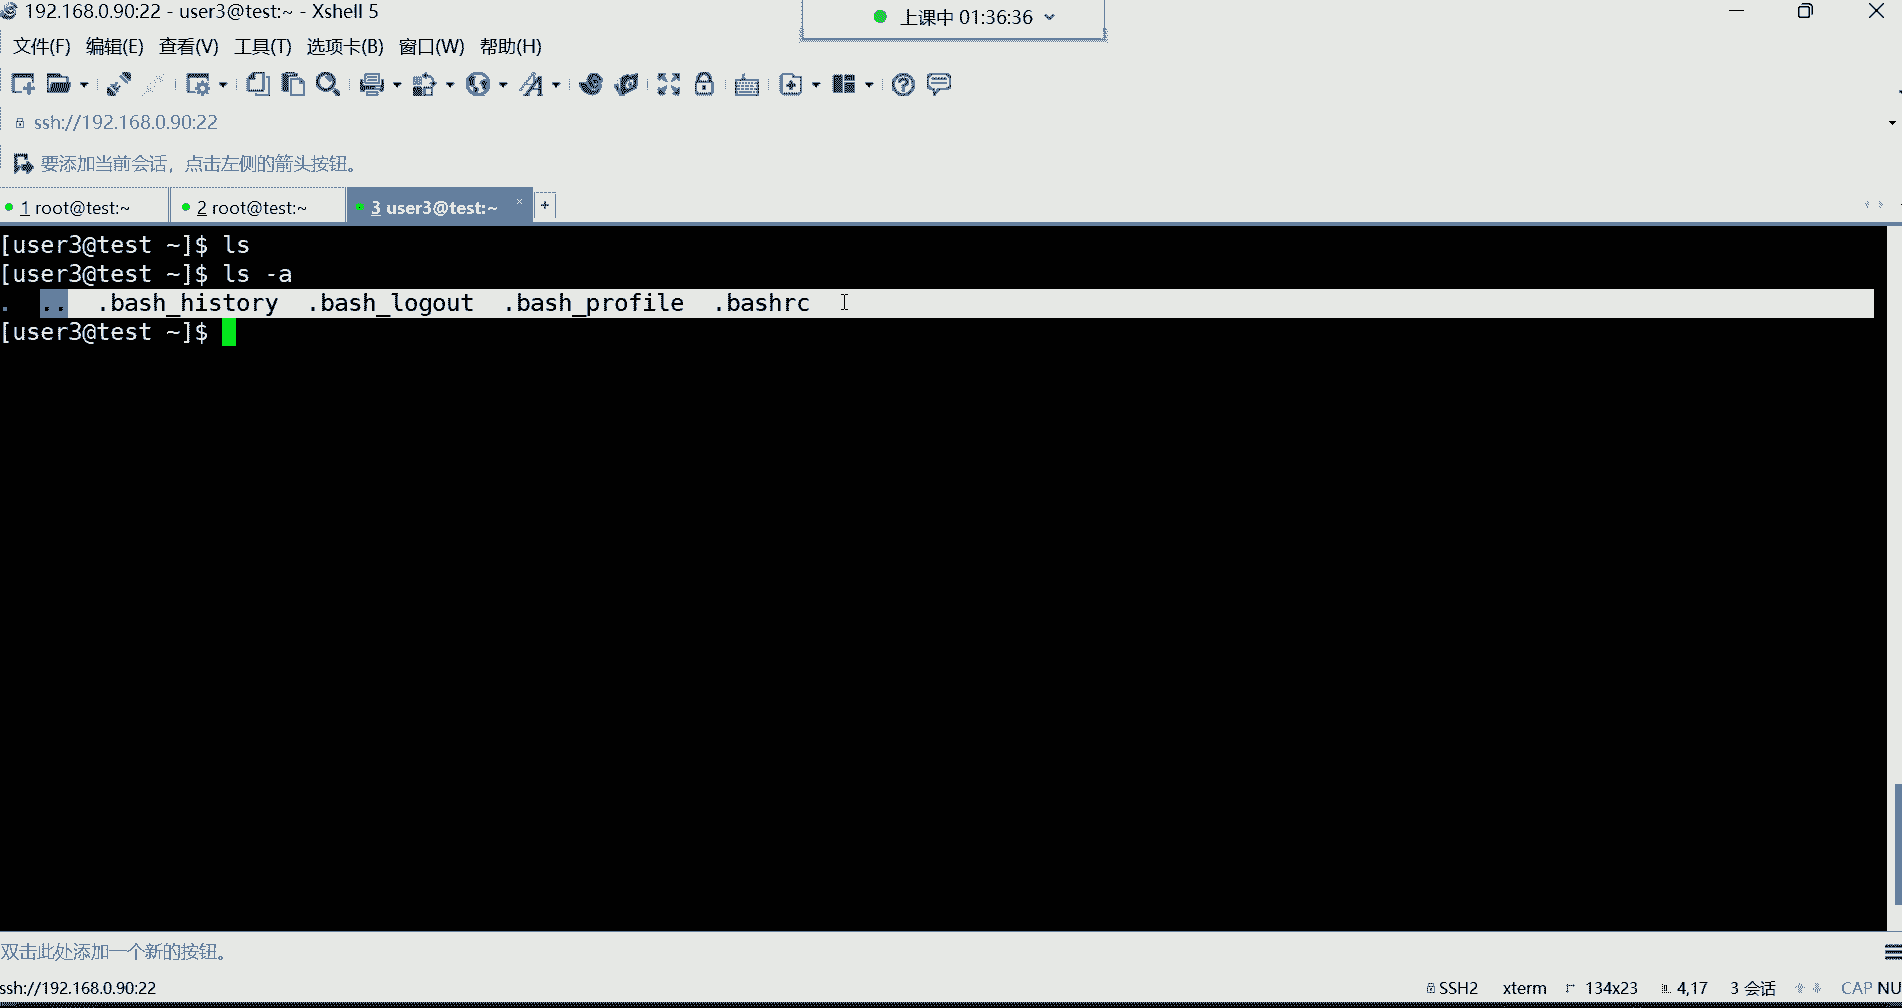 192.168.0.90:22 - user3@test:~ - Xshell 5
上课中 01:36:36
文件(F) 编辑(E) 查看(V) 工具(T) 选项卡(B) 窗口(W) 帮助(H)
ssh://192.168.0.90:22
要添加当前会话，点击左侧的箭头按钮。
1 root@test:~ 2 root@test:~ 3 user3@test:~ × +
[user3@test ~]$ ls
[user3@test ~]$ ls -a
. .. .bash_history .bash_logout .bash_profile .bashrc
[user3@test ~]$
双击此处添加一个新的按钮。
ssh://192.168.0.90:22 SSH2 xterm 134x23 4,17 3 会话 CAP NU